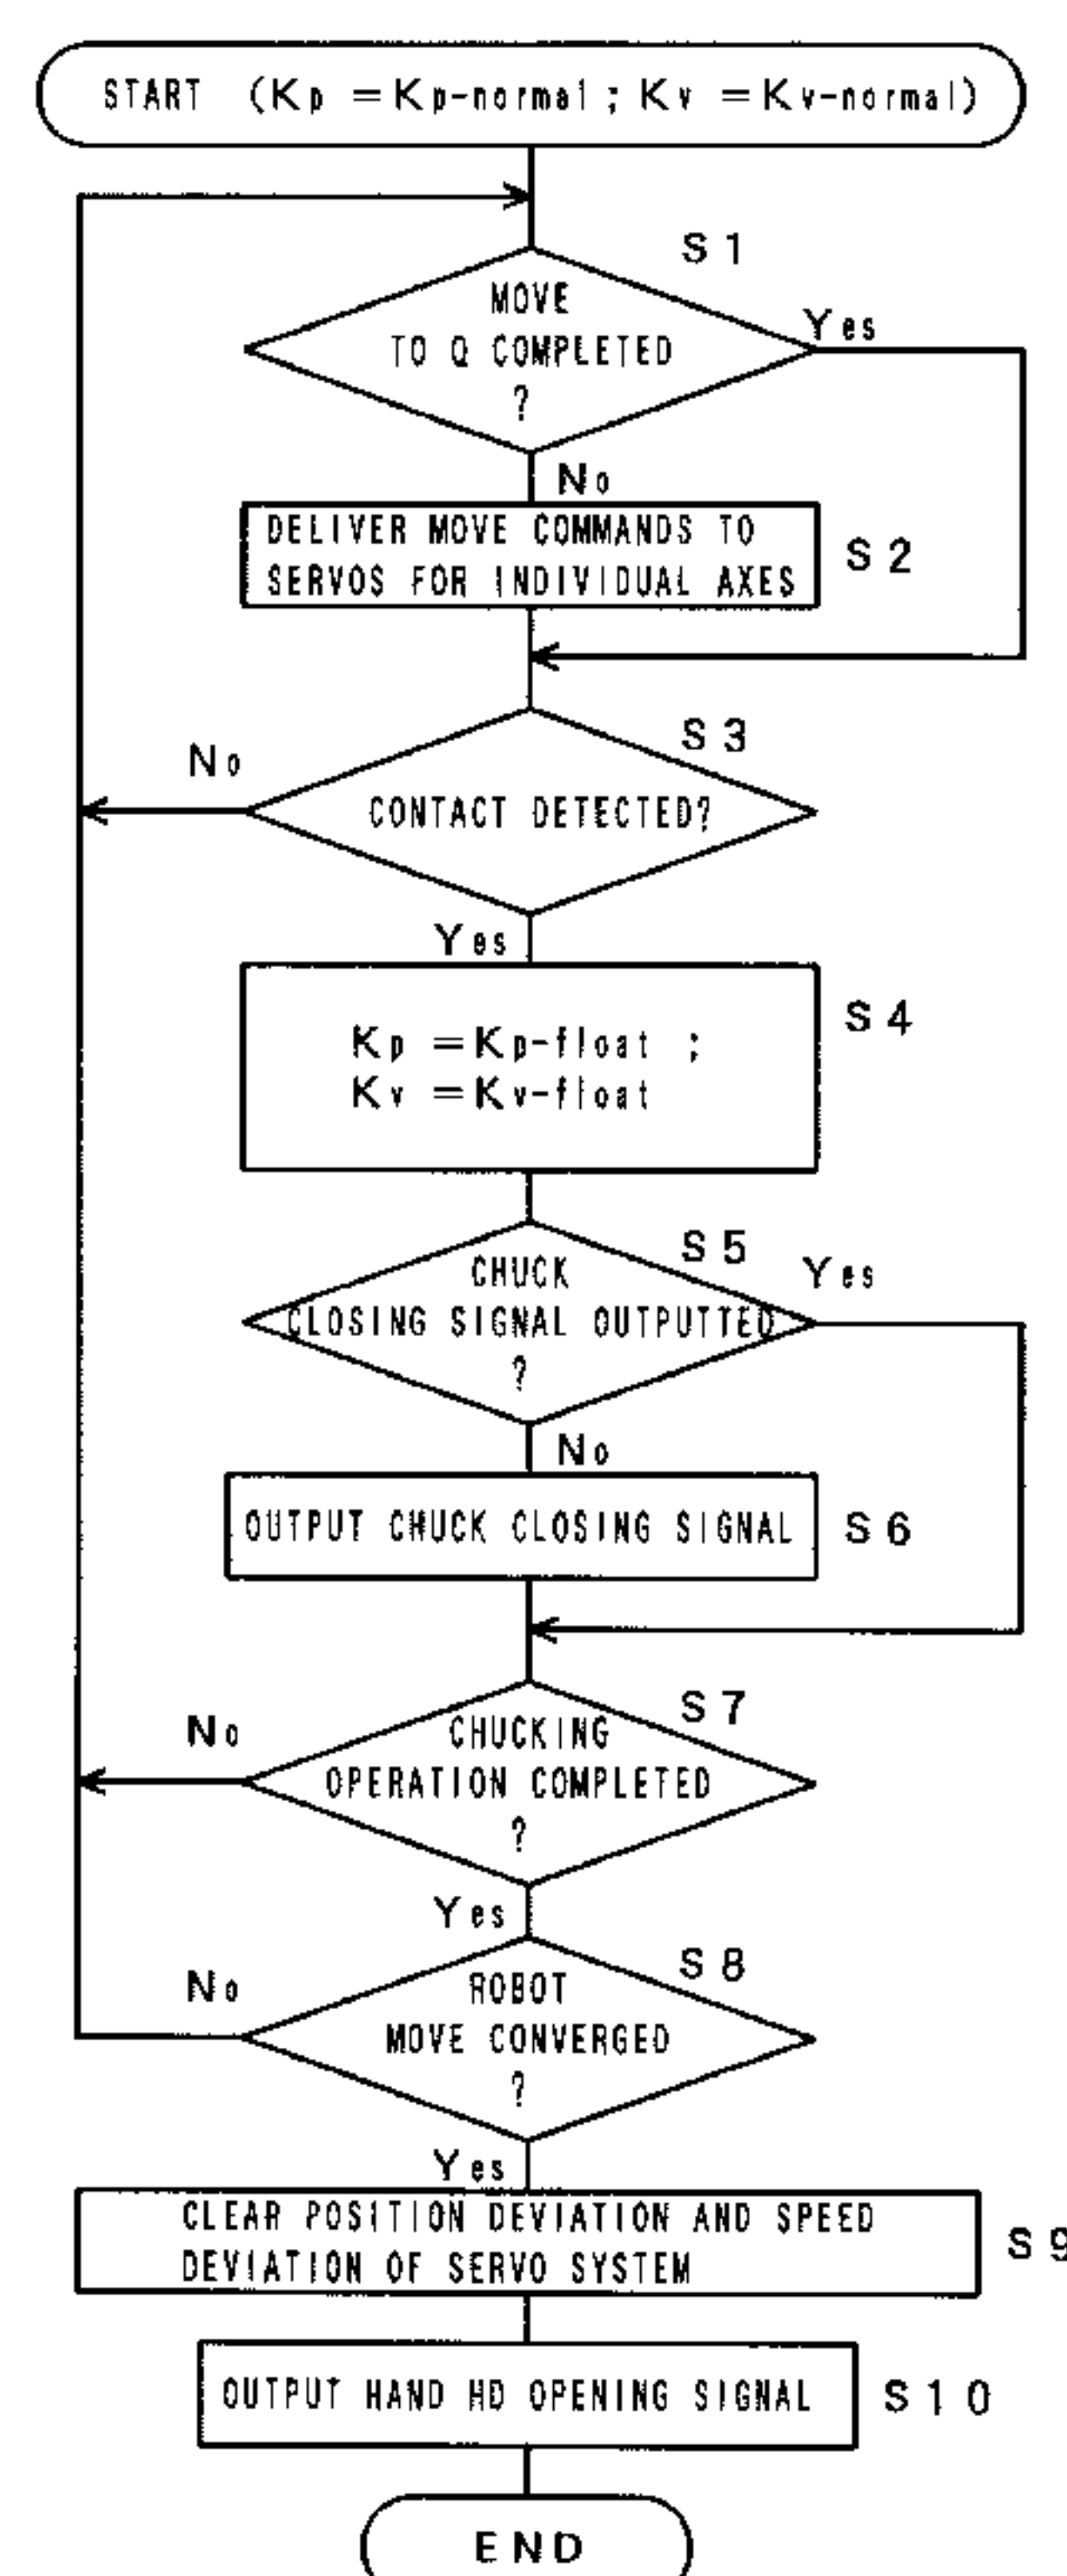 START (Kp =Kp-normal; Kv =Kv-normal)
S1
MOVE
TO Q COMPLETED
?
Yes
No
DELIVER MOVE COMMANDS TO
SERVOS FOR INDIVIDUAL AXES
S2
S3
No
CONTACT DETECTED?
Yes
S4
Kp =Kp-float ;
Kv =Kv-float
S5
CHUCK
CLOSING SIGNAL OUTPUTTED
?
Yes
No
OUTPUT CHUCK CLOSING SIGNAL
S6
S7
No
CHUCKING
OPERATION COMPLETED
?
Yes
S8
No
ROBOT
MOVE CONVERGED
?
Yes
CLEAR POSITION DEVIATION AND SPEED
DEVIATION OF SERVO SYSTEM
S9
OUTPUT HAND HD OPENING SIGNAL
S10
END